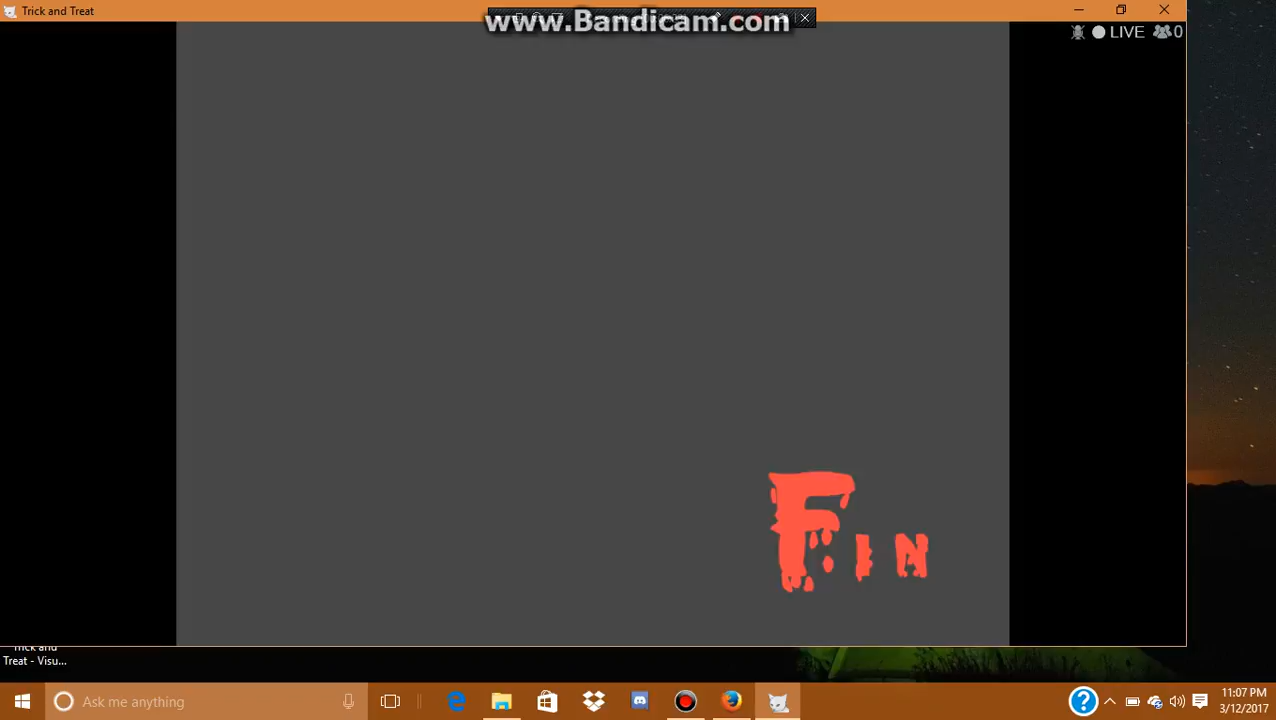 Trick and Treat
www.Bandicam.com
LIVE 0
Fin
Treat - Visu...
Ask me anything
11:07 PM
3/12/2017